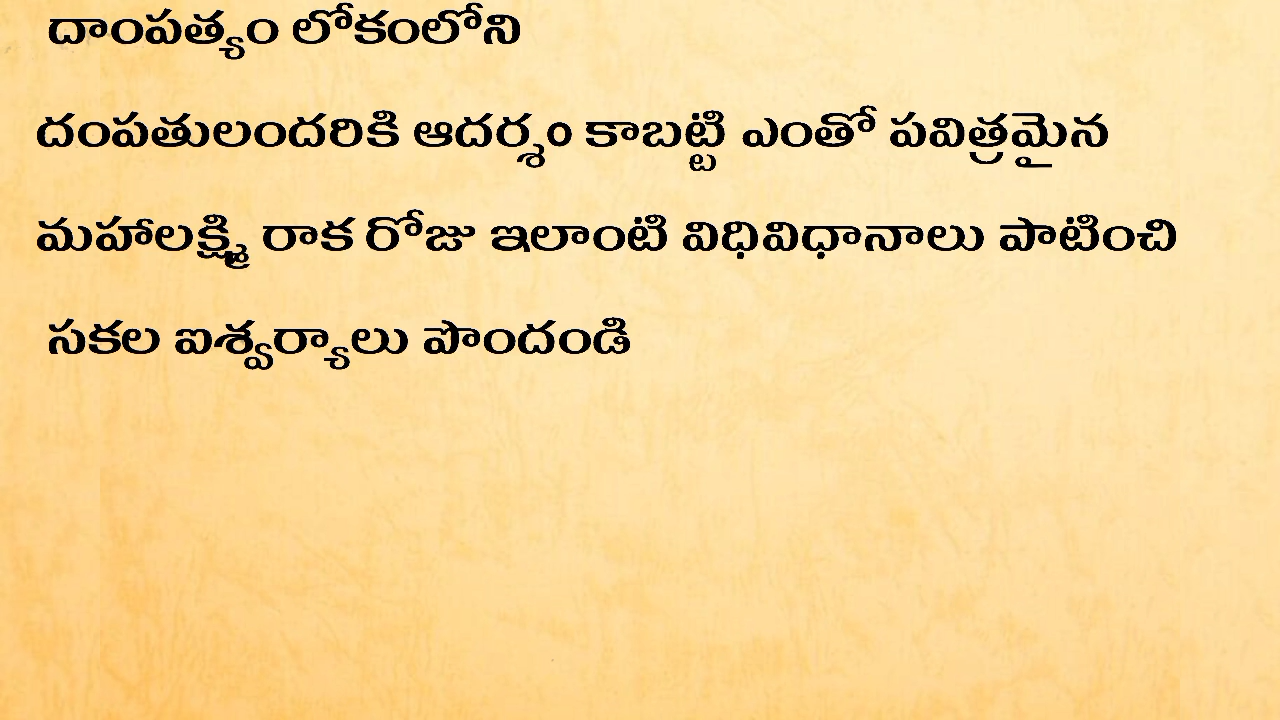 దాంపత్యం లోకంలోని
దంపతులందరికి ఆదర్శం కాబట్టి ఎంతో పవిత్రమైన
మహాలక్ష్మి రాక రోజు ఇలాంటి విధివిధానాలు పాటించి
సకల ఐశ్వర్యాలు పొందండి